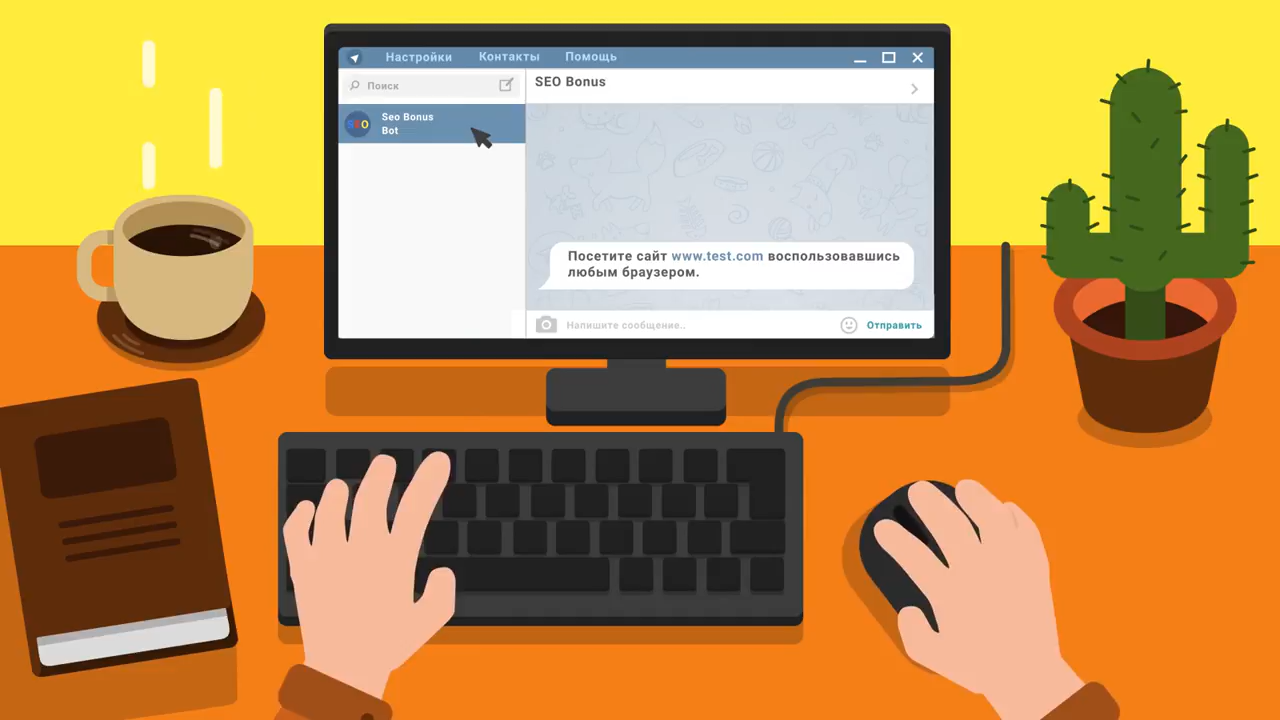 Настройки Контакты Помощь
Поиск
SEO Bonus
SEO
Seo Bonus
Bot
Посетите сайт www.test.com воспользовавшись
любым браузером.
Напишите сообщение..
Отправить